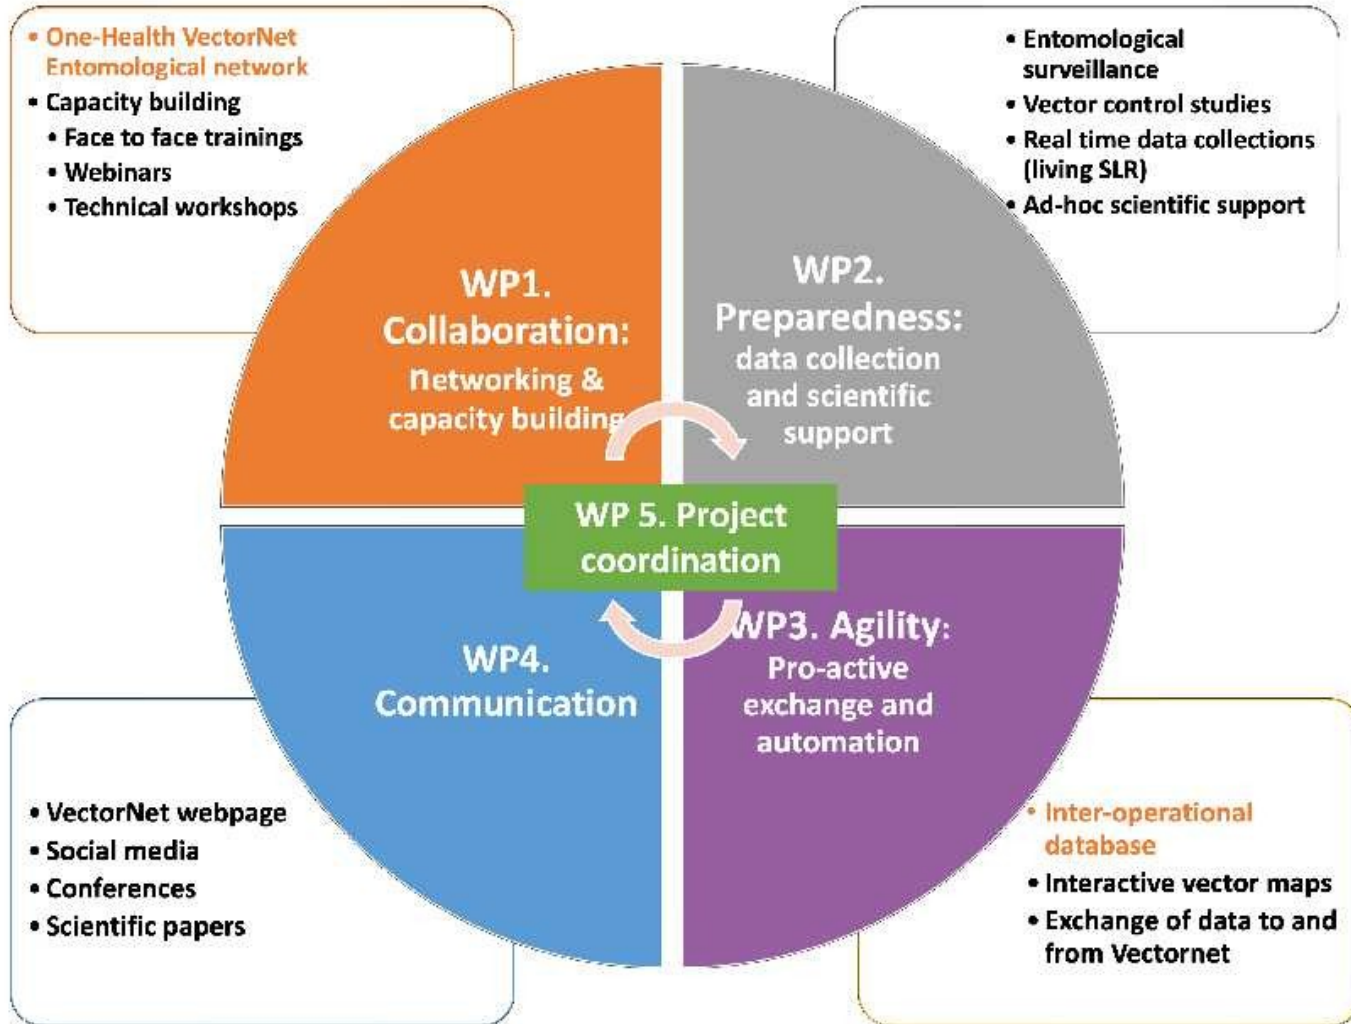 • One-Health VectorNet
Entomological network
• Capacity building
• Face to face trainings
• Webinars
• Technical workshops
• Entomological
surveillance
• Vector control studies
• Real time data collections
(living SLR)
• Ad-hoc scientific support
WP1.
Collaboration:
Networking &
capacity building
WP2.
Preparedness:
data collection
and scientific
support
WP 5. Project
coordination
WP4.
Communication
WP3. Agility:
Pro-active
exchange and
automation
• VectorNet webpage
• Social media
• Conferences
• Scientific papers
• Inter-operational
database
• Interactive vector maps
• Exchange of data to and
from Vectornet